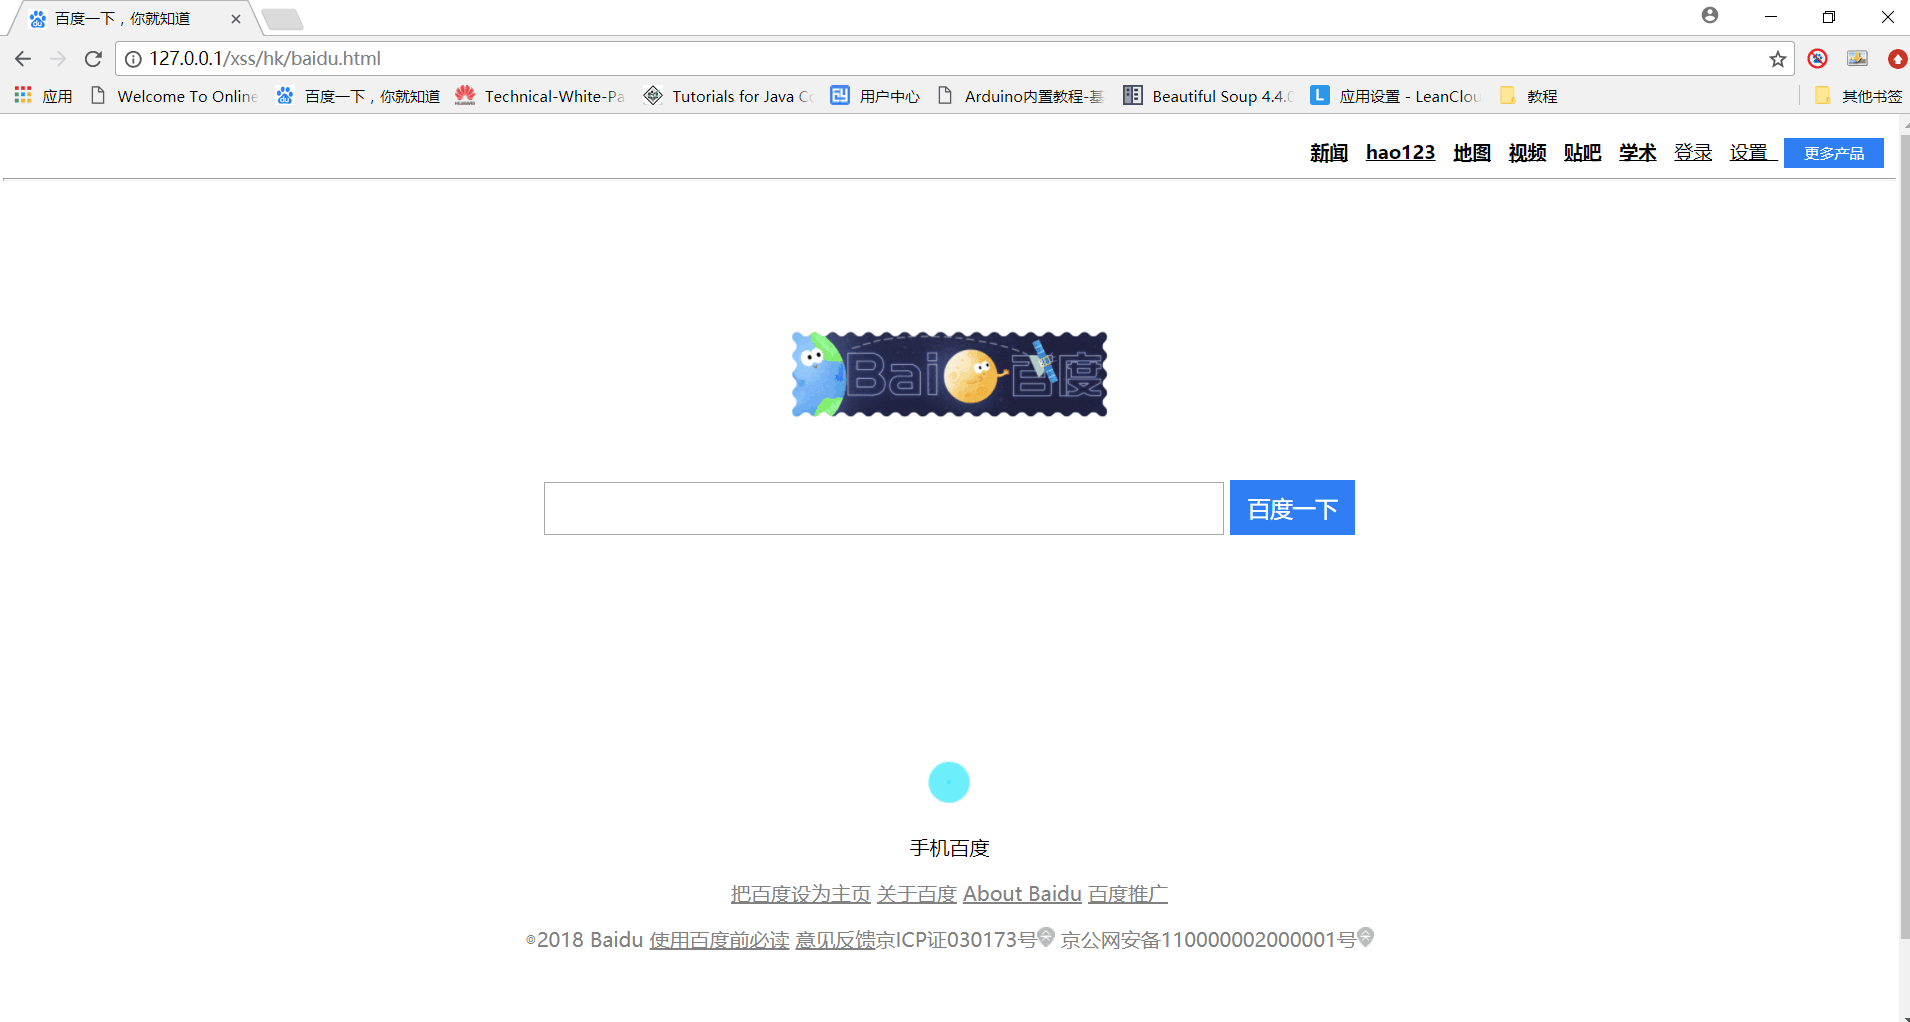 百度一下，你就知道
127.0.0.1/xss/hk/baidu.html
应用 Welcome To Online 百度一下，你就知道 Technical-White-Pa Tutorials for Java Co 用户中心 Arduino内置教程-基 Beautiful Soup 4.4.0 应用设置 - LeanClou 教程 其他书签
新闻 hao123 地图 视频 贴吧 学术 登录 设置 更多产品
Bai 百度
百度一下
手机百度
把百度设为主页 关于百度 About Baidu 百度推广
©2018 Baidu 使用百度前必读 意见反馈京ICP证030173号 京公网安备110000002000001号